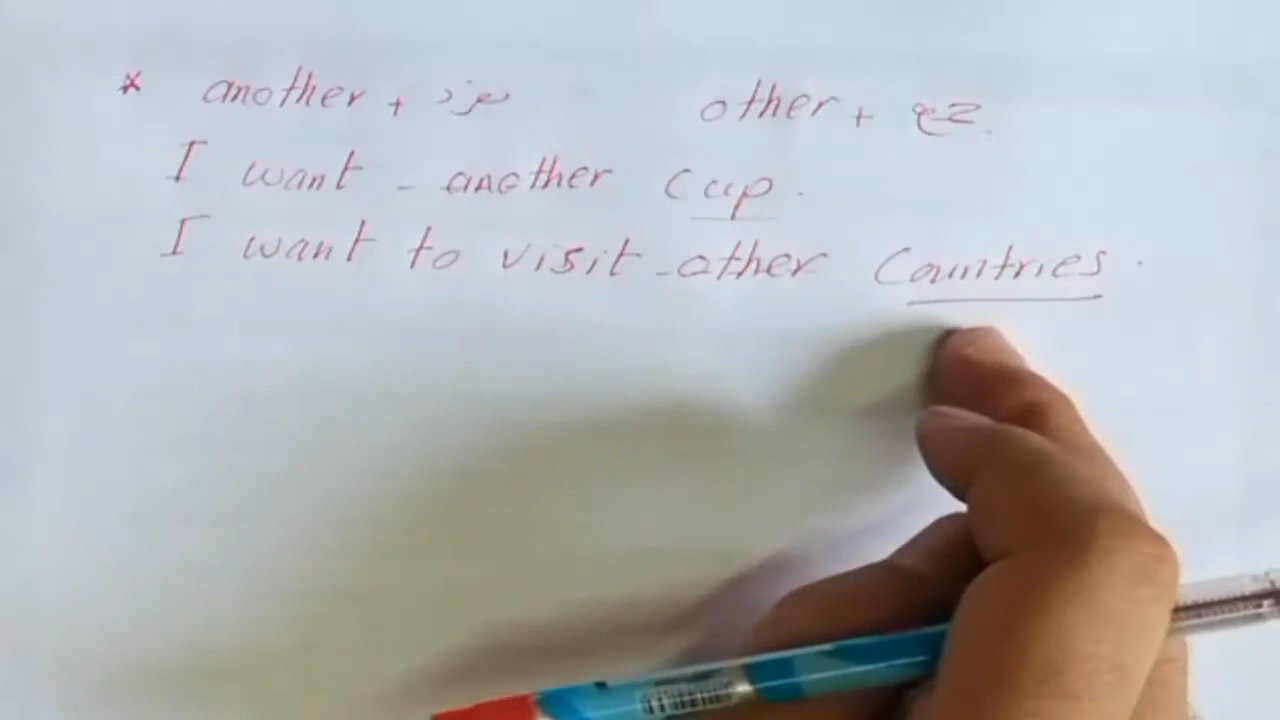 * another + مفرد other + جمع
I want another cup.
I want to visit other Countries.